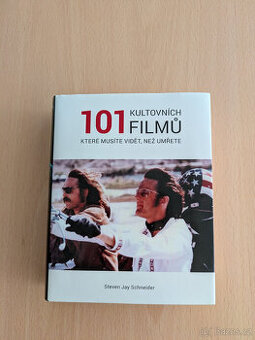 101 KULTOVNÍCH
FILMŮ
KTERÉ MUSÍTE VIDĚT, NEŽ UMŘETE
Steven Jay Schneider